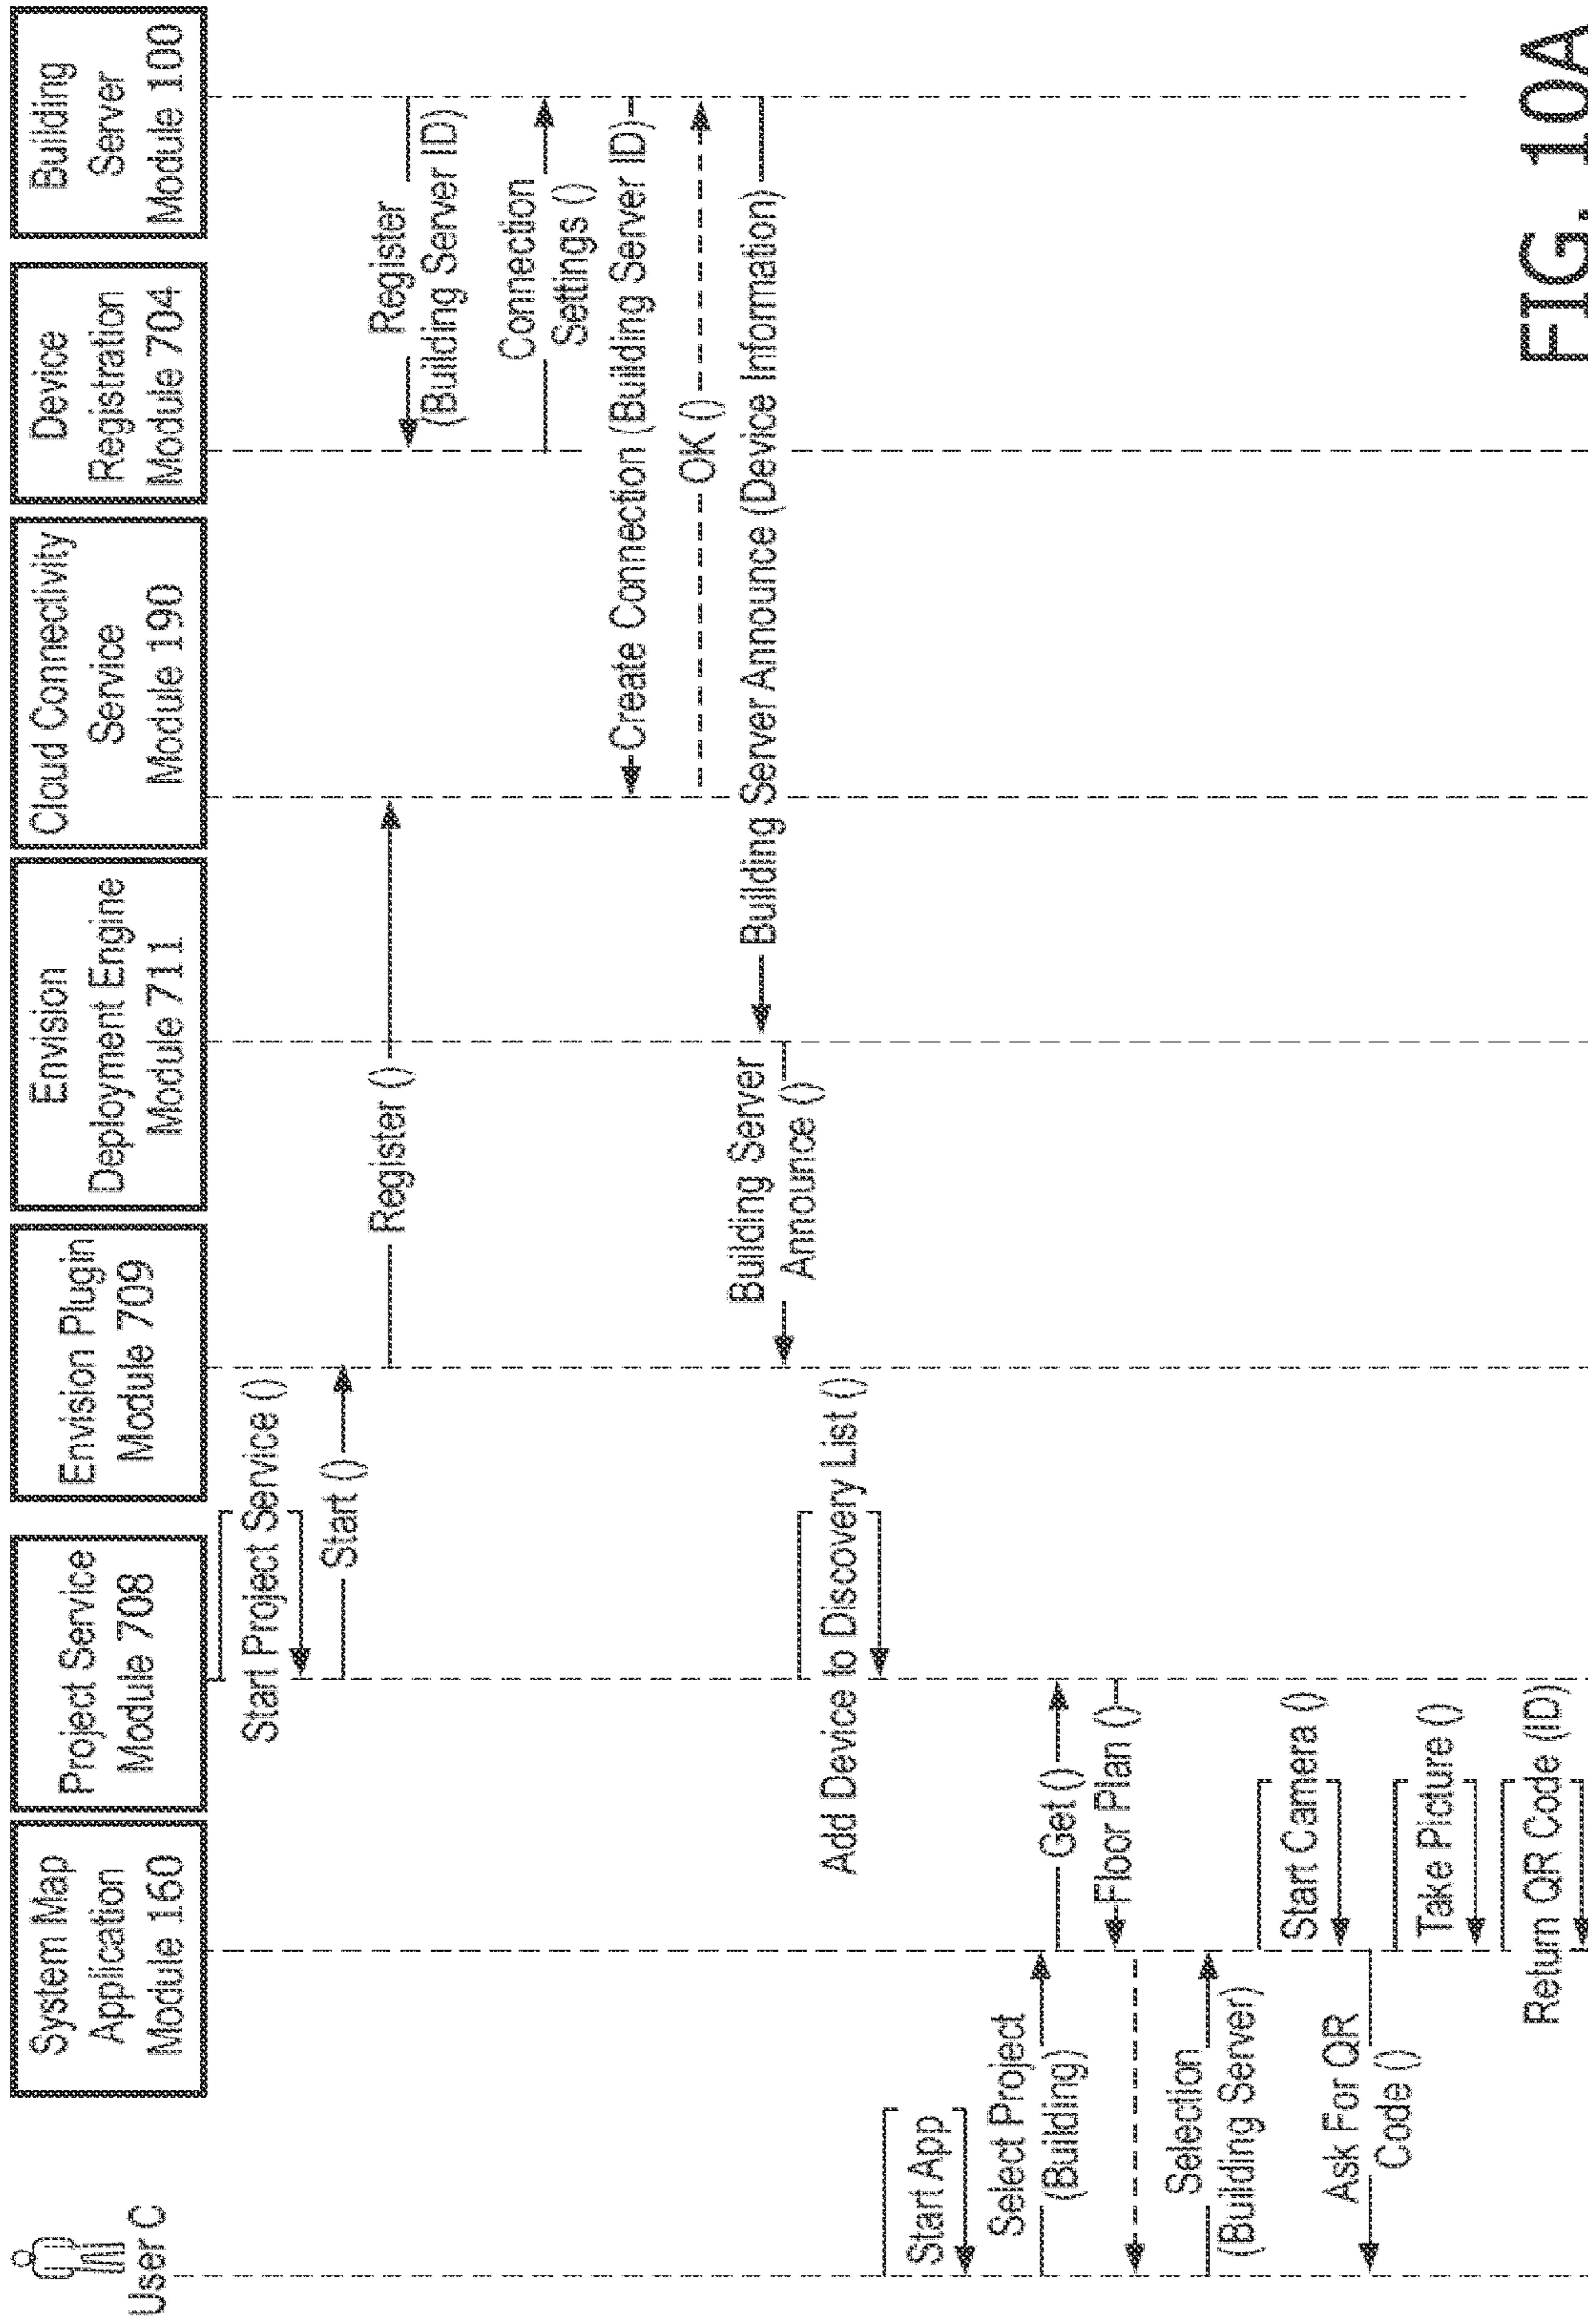 User C
System Map
Application
Module 160
Project Service
Module 708
Envision Plugin
Module 709
Envision
Deployment Engine
Module 711
Cloud Connectivity
Service
Module 190
Device
Registration
Module 704
Building
Server
Module 100
Start Project Service ()
Start ()
Register ()
Register
(Building Server ID)
Connection
Settings ()
Create Connection (Building Server ID)
OK ()
Building Server Announce (Device Information)
Building Server
Announce ()
Add Device to Discovery List ()
Start App
Select Project
(Building)
Get ()
Floor Plan ()
Selection
(Building Server)
Start Camera ()
Ask For QR
Code ()
Take Picture ()
Return QR Code (ID)
FIG. 10A